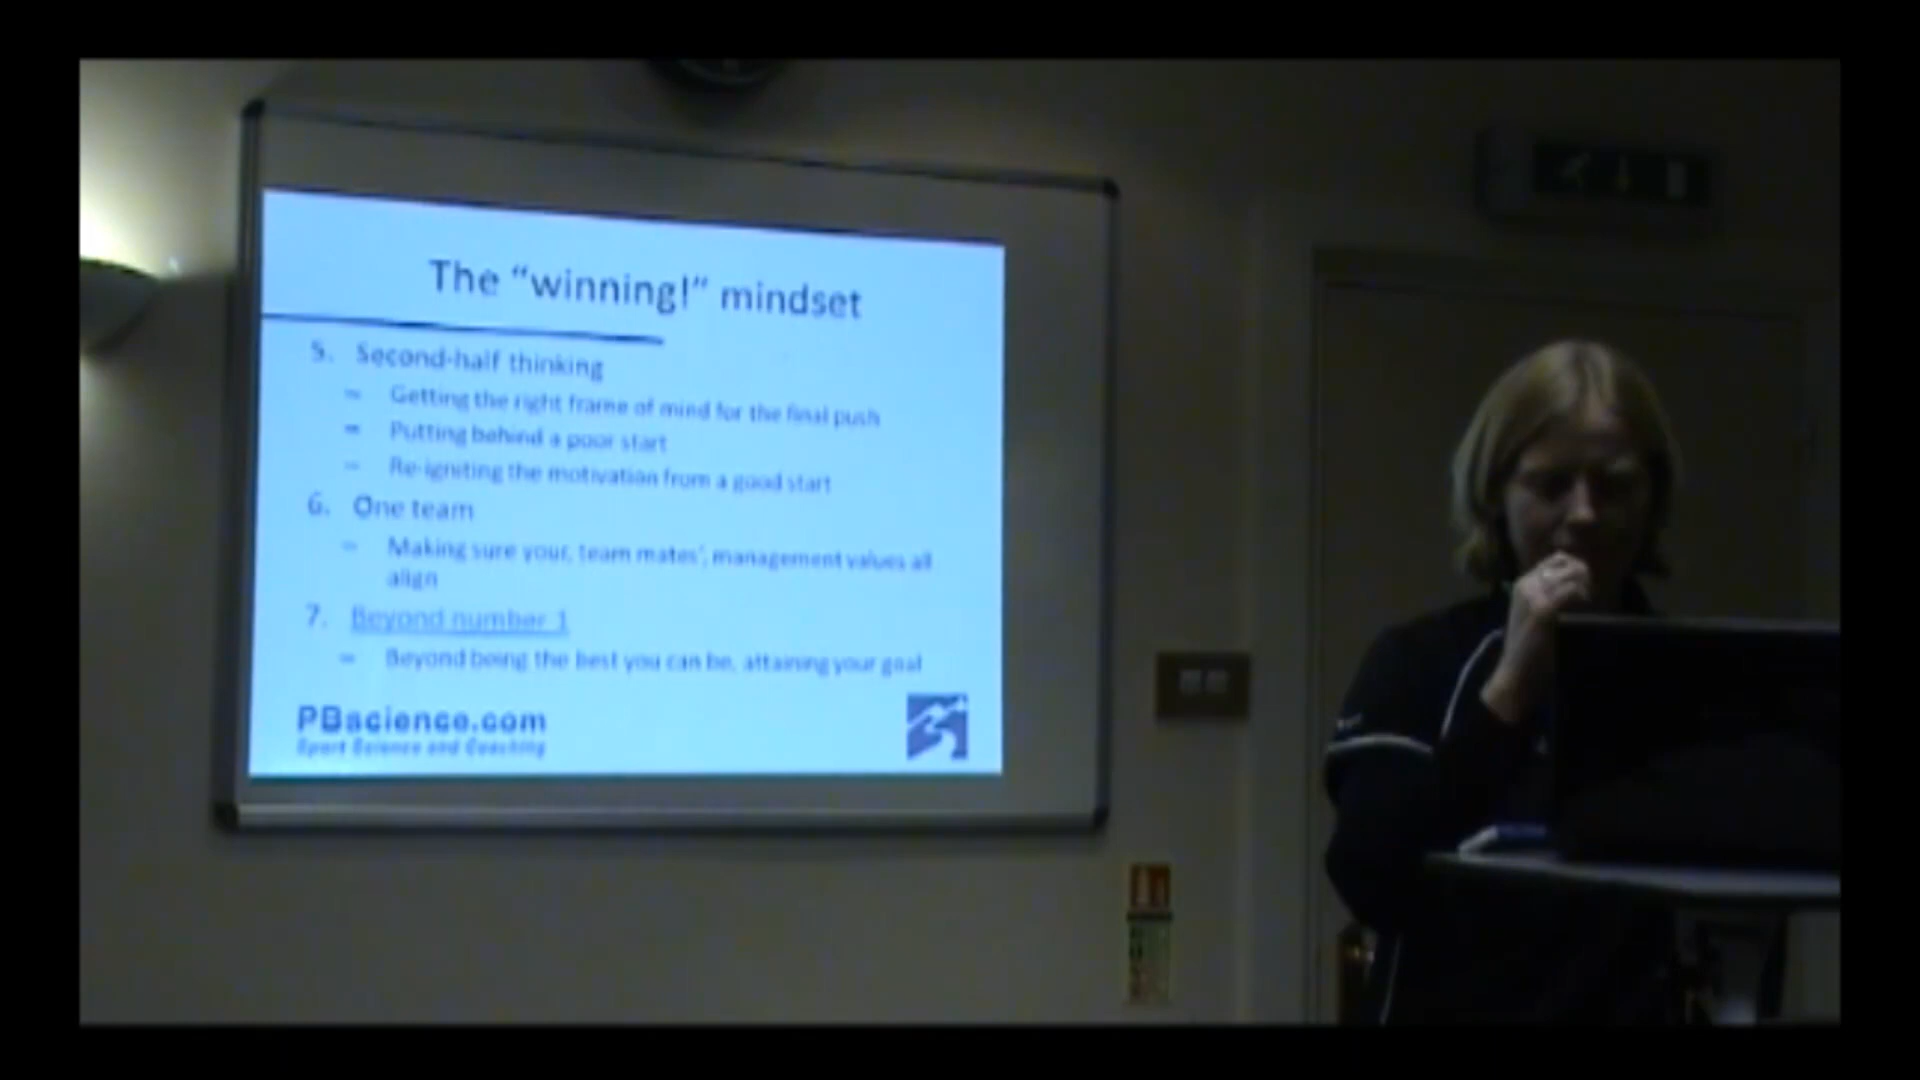 The “winning!” mindset
5. Second-half thinking
– Getting the right frame of mind for the final push
– Putting behind a poor start
– Re-igniting the motivation from a good start
6. One team
– Making sure your, team mates', management values all
align
7. Beyond number 1
– Beyond being the best you can be, attaining your goal
PBscience.com
Sport Science and Coaching